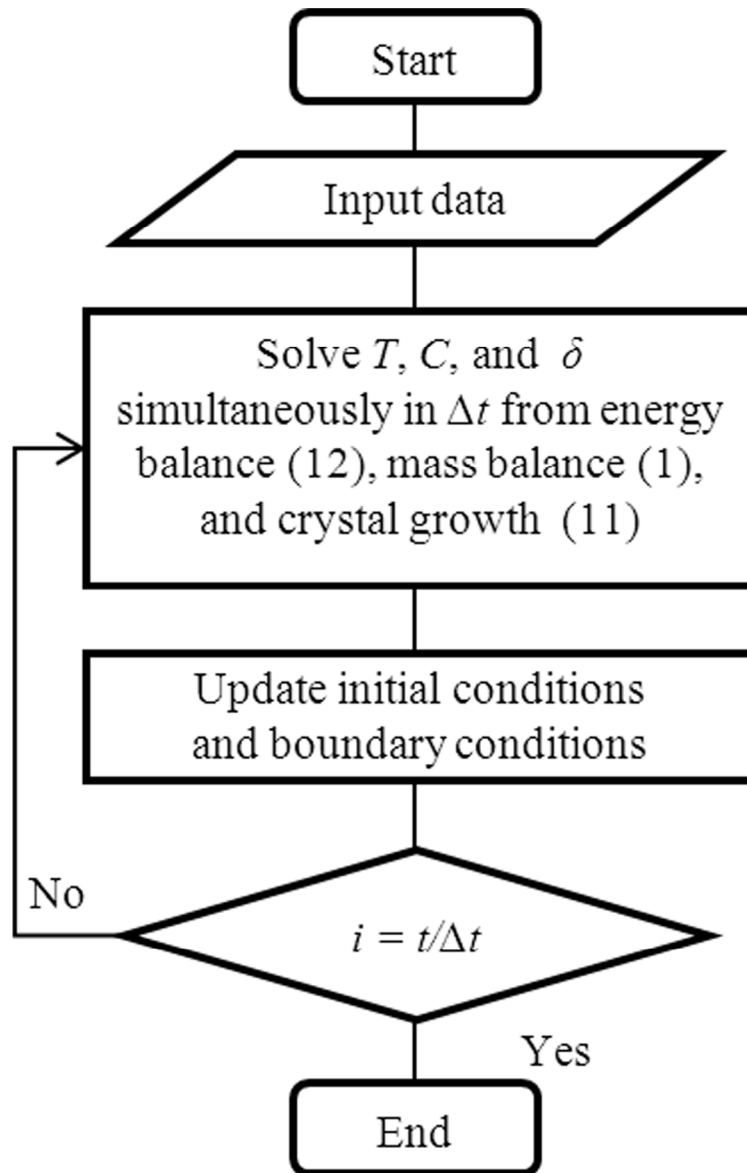 Start
Input data
Solve T, C, and δ
simultaneously in Δt from energy
balance (12), mass balance (1),
and crystal growth (11)
Update initial conditions
and boundary conditions
No
i = t/Δt
Yes
End